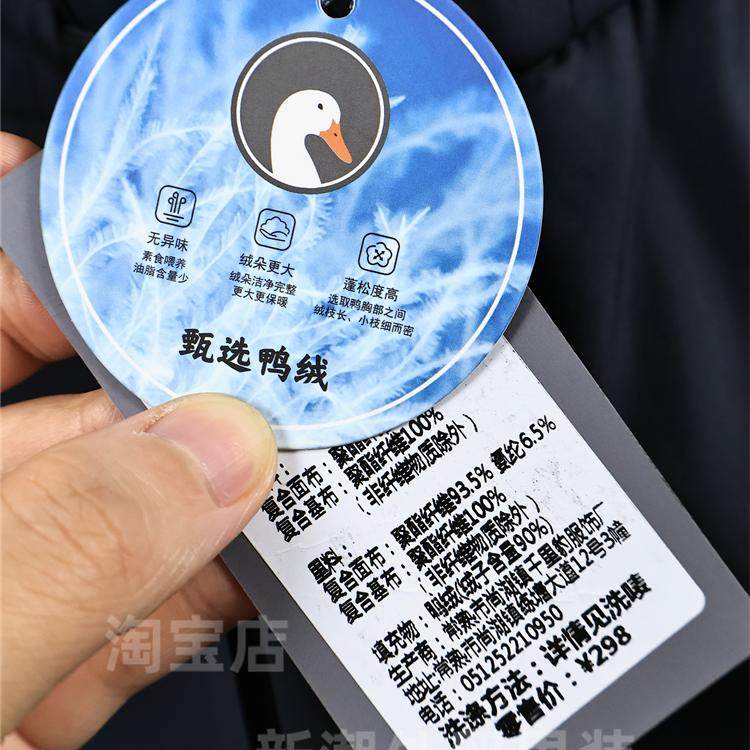 无异味
素食喂养
油脂含量少
绒朵更大
绒朵洁净完整
更大更保暖
蓬松度高
选取鸭胸部之间
绒枝长、小枝细而密
甄选鸭绒
复合面布：聚酯纤维100%
复合基布：聚酯纤维100%
（非纤维物质除外）
里料：
复合面布：聚酯纤维93.5% 氨纶6.5%
复合基布：聚酯纤维100%
（非纤维物质除外）
填充物：鸭绒(绒子含量90%)
生产商：常熟市尚湖镇千里豹服饰厂
地址:常熟市尚湖镇练塘大道12号3幢
电话：051252210950
洗涤方法：详情见洗唛
零售价：¥298
淘宝店